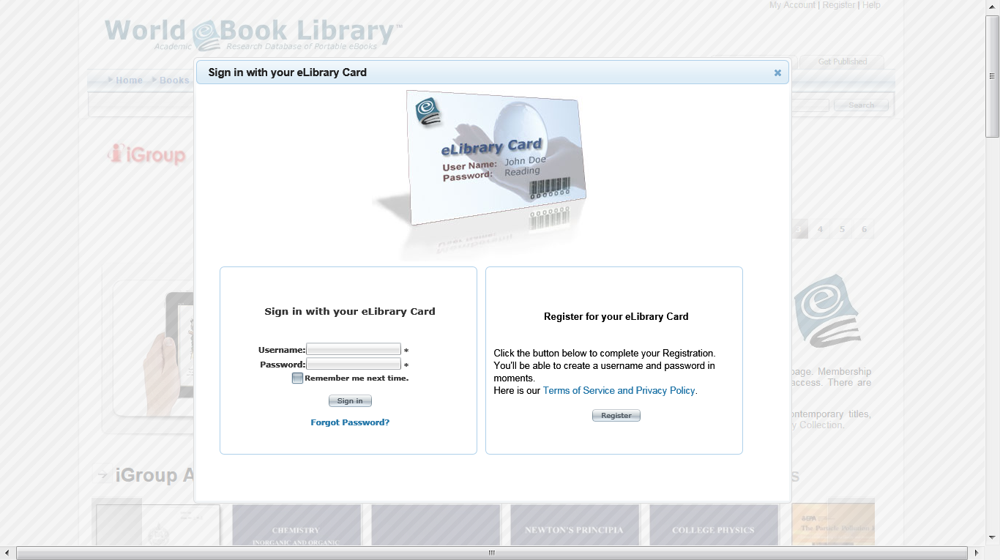 My Account | Register | Help
World Book Library™
Academic Research Database of Portable eBooks
Get Published
Sign in with your eLibrary Card
Home Books
Search
eLibrary Card
User Name: John Doe
Password: Reading
0000000
iGroup
3 4 5 6
Sign in with your eLibrary Card
Username: *
Password: *
Remember me next time.
Sign in
Forgot Password?
Register for your eLibrary Card
Click the button below to complete your Registration.
You'll be able to create a username and password in
moments.
Here is our Terms of Service and Privacy Policy.
Register
page. Membership
access. There are
ontemporary titles,
y Collection.
iGroup A
s
CHEMISTRY
INORGANIC AND ORGANIC
NEWTON'S PRINCIPIA
COLLEGE PHYSICS
EPA
The Particle Pollution